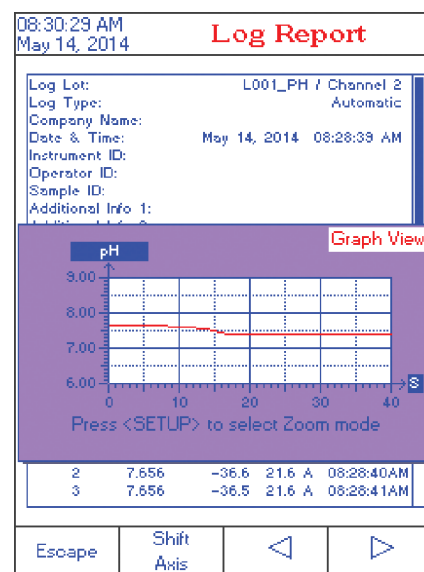 08:30:29 AM
May 14, 2014
Log Report
Log Lot: L001_PH / Channel 2
Log Type: Automatic
Company Name:
Date & Time: May 14, 2014 08:28:39 AM
Instrument ID:
Operator ID:
Sample ID:
Additional Info 1:
Graph View
pH
9.00
8.00
7.00
6.00
0 10 20 30 40 S
Press <SETUP> to select Zoom mode
2 7.656 -36.6 21.6 A 08:28:40AM
3 7.656 -36.5 21.6 A 08:28:41AM
Escape Shift Axis